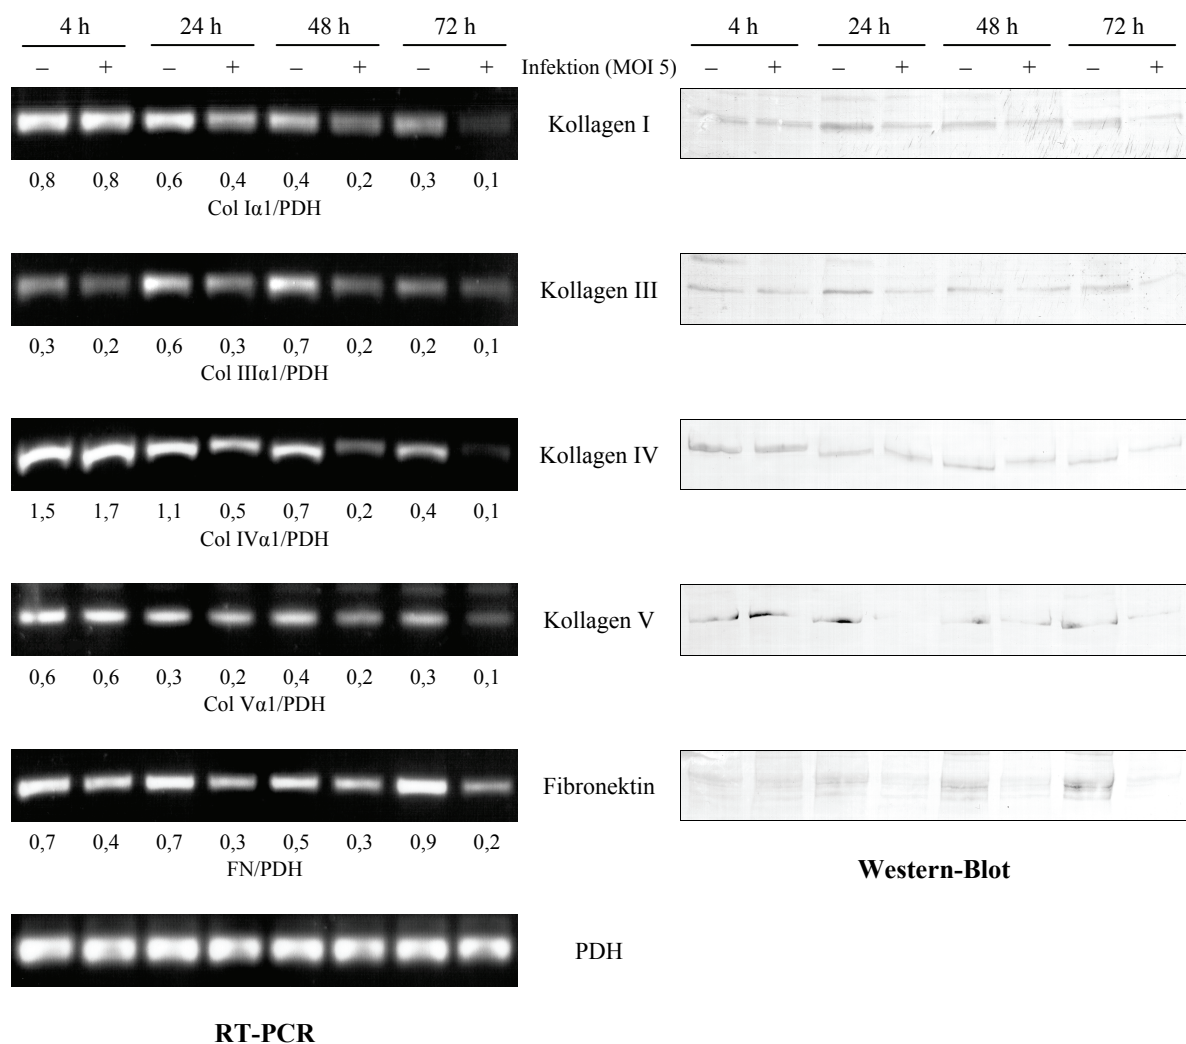 4 h 24 h 48 h 72 h 4 h 24 h 48 h 72 h
– + – + – + – + Infektion (MOI 5) – + – + – + – +
Kollagen I
0,8 0,8 0,6 0,4 0,4 0,2 0,3 0,1
Col Iα1/PDH
Kollagen III
0,3 0,2 0,6 0,3 0,7 0,2 0,2 0,1
Col IIIα1/PDH
Kollagen IV
1,5 1,7 1,1 0,5 0,7 0,2 0,4 0,1
Col IVα1/PDH
Kollagen V
0,6 0,6 0,3 0,2 0,4 0,2 0,3 0,1
Col Vα1/PDH
Fibronektin
0,7 0,4 0,7 0,3 0,5 0,3 0,9 0,2
FN/PDH
Western-Blot
PDH
RT-PCR